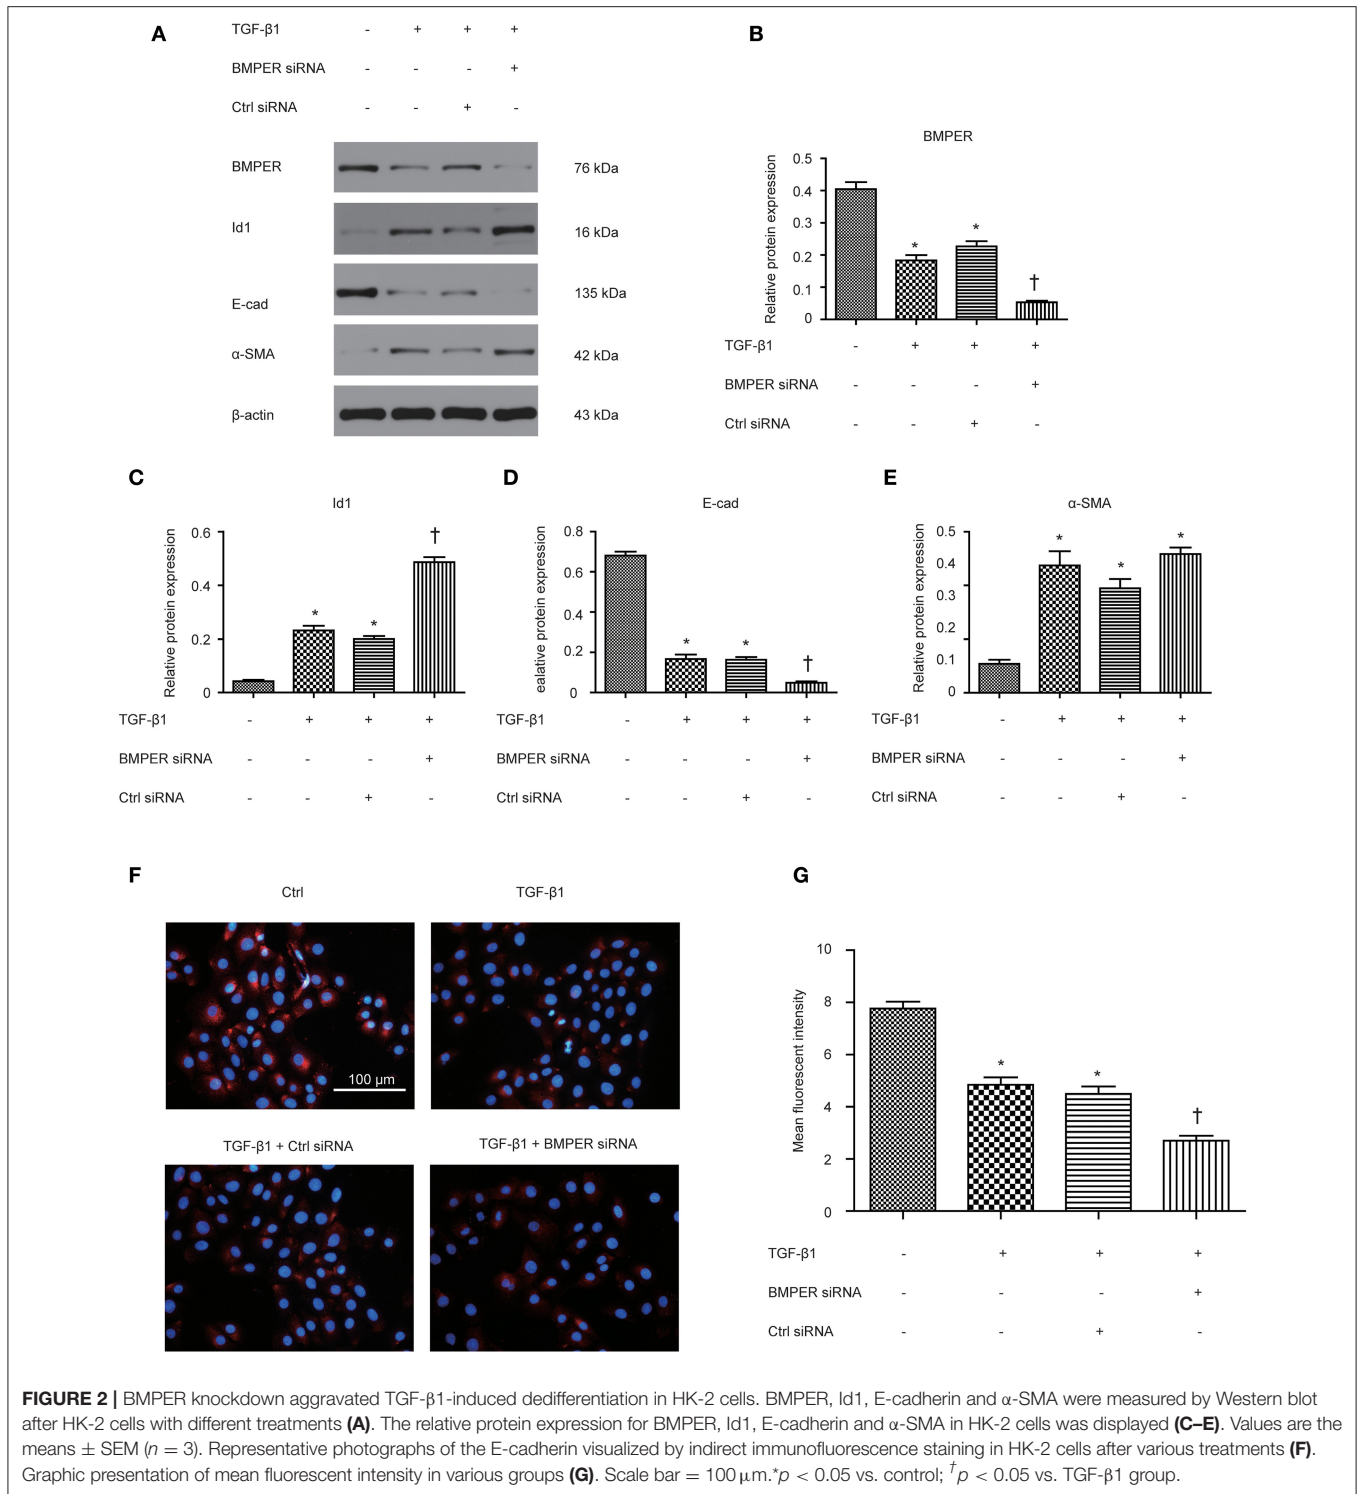 A
TGF-β1 - + + +
BMPER siRNA - - - +
Ctrl siRNA - - + -
BMPER 76 kDa
Id1 16 kDa
E-cad 135 kDa
α-SMA 42 kDa
β-actin 43 kDa
B
BMPER
Relative protein expression
0.5
0.4
0.3
0.2
0.1
0
* * †
TGF-β1 - + + +
BMPER siRNA - - - +
Ctrl siRNA - - + -
C
Id1
Relative protein expression
0.6
0.4
0.2
0
* * †
TGF-β1 - + + +
BMPER siRNA - - - +
Ctrl siRNA - - + -
D
E-cad
ealative protein expression
0.8
0.6
0.4
0.2
0
* * †
TGF-β1 - + + +
BMPER siRNA - - - +
Ctrl siRNA - - + -
E
α-SMA
Relative protein expression
0.5
0.4
0.3
0.2
0.1
0
* * *
TGF-β1 - + + +
BMPER siRNA - - - +
Ctrl siRNA - - + -
F
Ctrl
TGF-β1
100 μm
TGF-β1 + Ctrl siRNA
TGF-β1 + BMPER siRNA
G
Mean fluorescent intensity
10
8
6
4
2
0
* * †
TGF-β1 - + + +
BMPER siRNA - - - +
Ctrl siRNA - - + -
FIGURE 2 | BMPER knockdown aggravated TGF-β1-induced dedifferentiation in HK-2 cells. BMPER, Id1, E-cadherin and α-SMA were measured by Western blot
after HK-2 cells with different treatments (A). The relative protein expression for BMPER, Id1, E-cadherin and α-SMA in HK-2 cells was displayed (C–E). Values are the
means ± SEM (n = 3). Representative photographs of the E-cadherin visualized by indirect immunofluorescence staining in HK-2 cells after various treatments (F).
Graphic presentation of mean fluorescent intensity in various groups (G). Scale bar = 100 μm.*p < 0.05 vs. control; †p < 0.05 vs. TGF-β1 group.